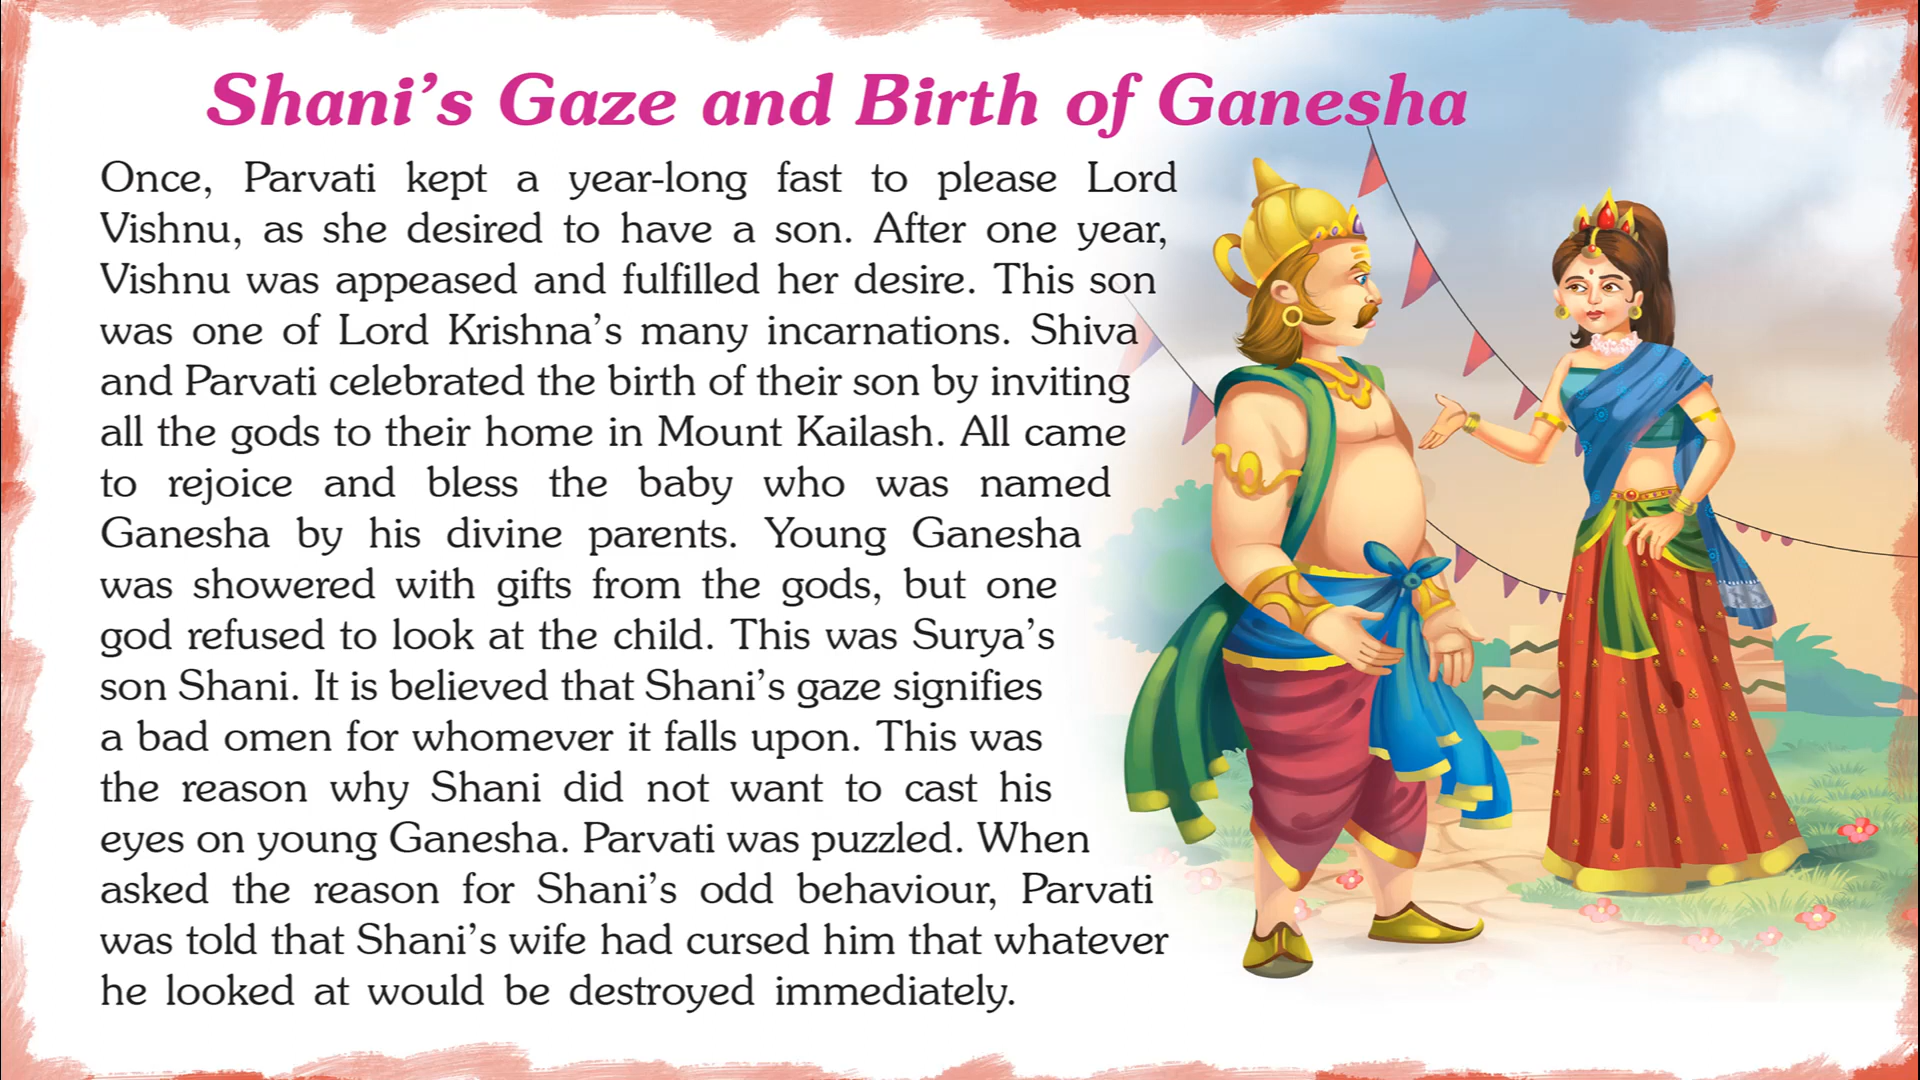 Shani’s Gaze and Birth of Ganesha
Once, Parvati kept a year-long fast to please Lord
Vishnu, as she desired to have a son. After one year,
Vishnu was appeased and fulfilled her desire. This son
was one of Lord Krishna’s many incarnations. Shiva
and Parvati celebrated the birth of their son by inviting
all the gods to their home in Mount Kailash. All came
to rejoice and bless the baby who was named
Ganesha by his divine parents. Young Ganesha
was showered with gifts from the gods, but one
god refused to look at the child. This was Surya’s
son Shani. It is believed that Shani’s gaze signifies
a bad omen for whomever it falls upon. This was
the reason why Shani did not want to cast his
eyes on young Ganesha. Parvati was puzzled. When
asked the reason for Shani’s odd behaviour, Parvati
was told that Shani’s wife had cursed him that whatever
he looked at would be destroyed immediately.